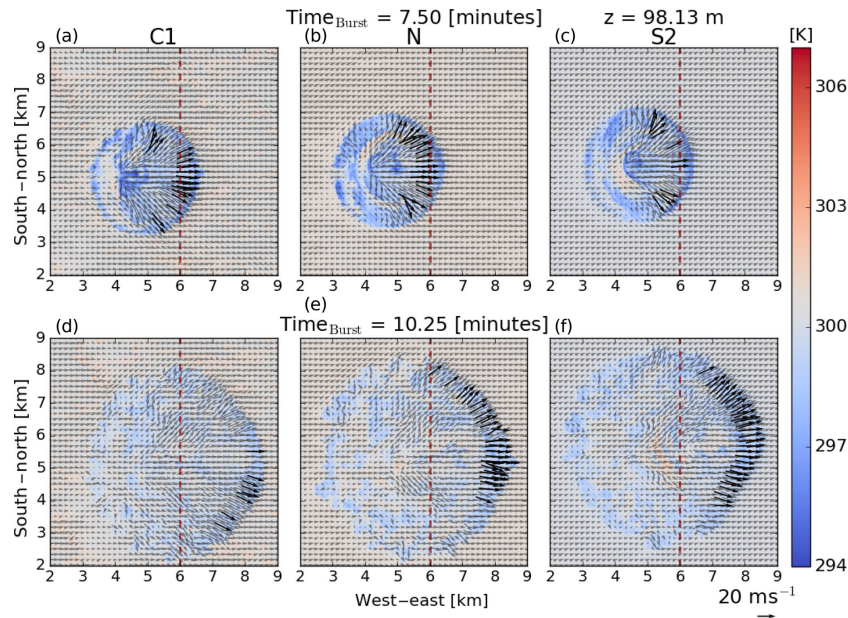 Time_Burst = 7.50 [minutes] z = 98.13 m
[K]
(a) C1 (b) N (c) S2
9 8 7 6 5 4 3 2
South−north [km]
2 3 4 5 6 7 8 9 2 3 4 5 6 7 8 9 2 3 4 5 6 7 8 9
306
303
300
297
294
(d) (e) (f)
Time_Burst = 10.25 [minutes]
9 8 7 6 5 4 3 2
South−north [km]
2 3 4 5 6 7 8 9 2 3 4 5 6 7 8 9 2 3 4 5 6 7 8 9
West−east [km]
20 ms⁻¹